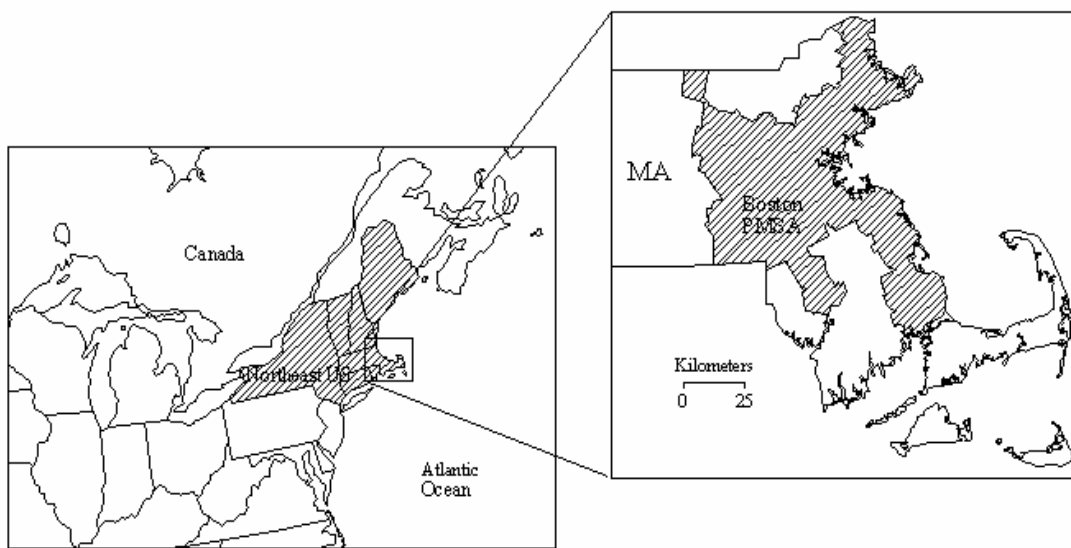 Canada
Northeast US
Atlantic
Ocean
MA
Boston
PMSA
Kilometers
0 25